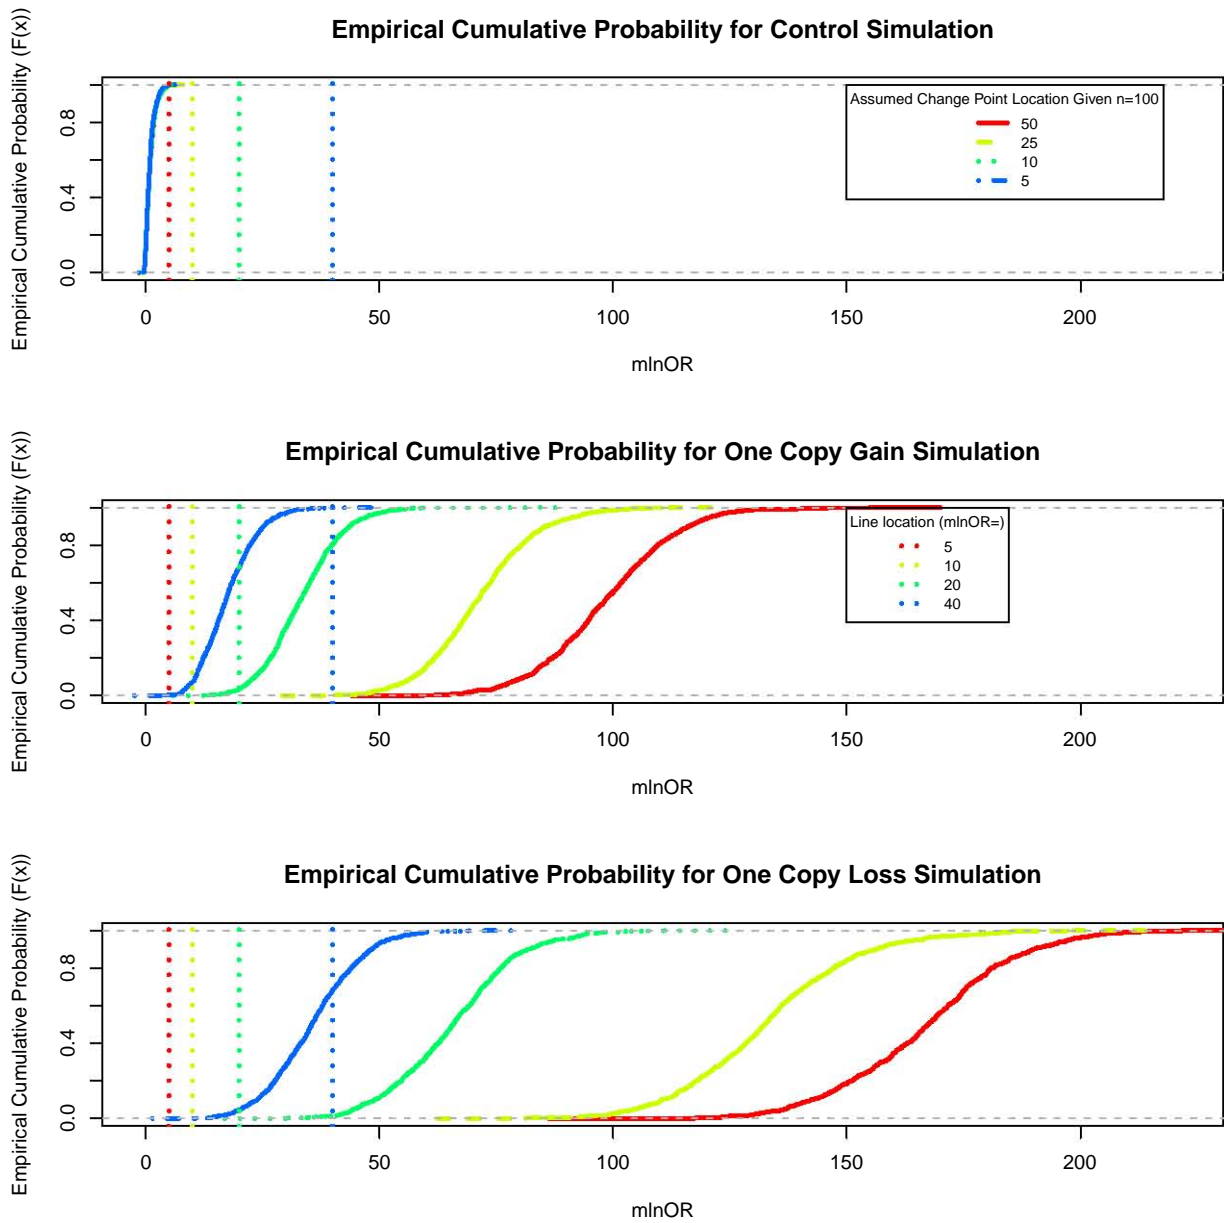 Empirical Cumulative Probability for Control Simulation
Empirical Cumulative Probability (F(x))
0.0 0.4 0.8
Assumed Change Point Location Given n=100
50
25
10
5
0 50 100 150 200
mlnOR
Empirical Cumulative Probability for One Copy Gain Simulation
Empirical Cumulative Probability (F(x))
0.0 0.4 0.8
Line location (mlnOR=)
5
10
20
40
0 50 100 150 200
mlnOR
Empirical Cumulative Probability for One Copy Loss Simulation
Empirical Cumulative Probability (F(x))
0.0 0.4 0.8
0 50 100 150 200
mlnOR